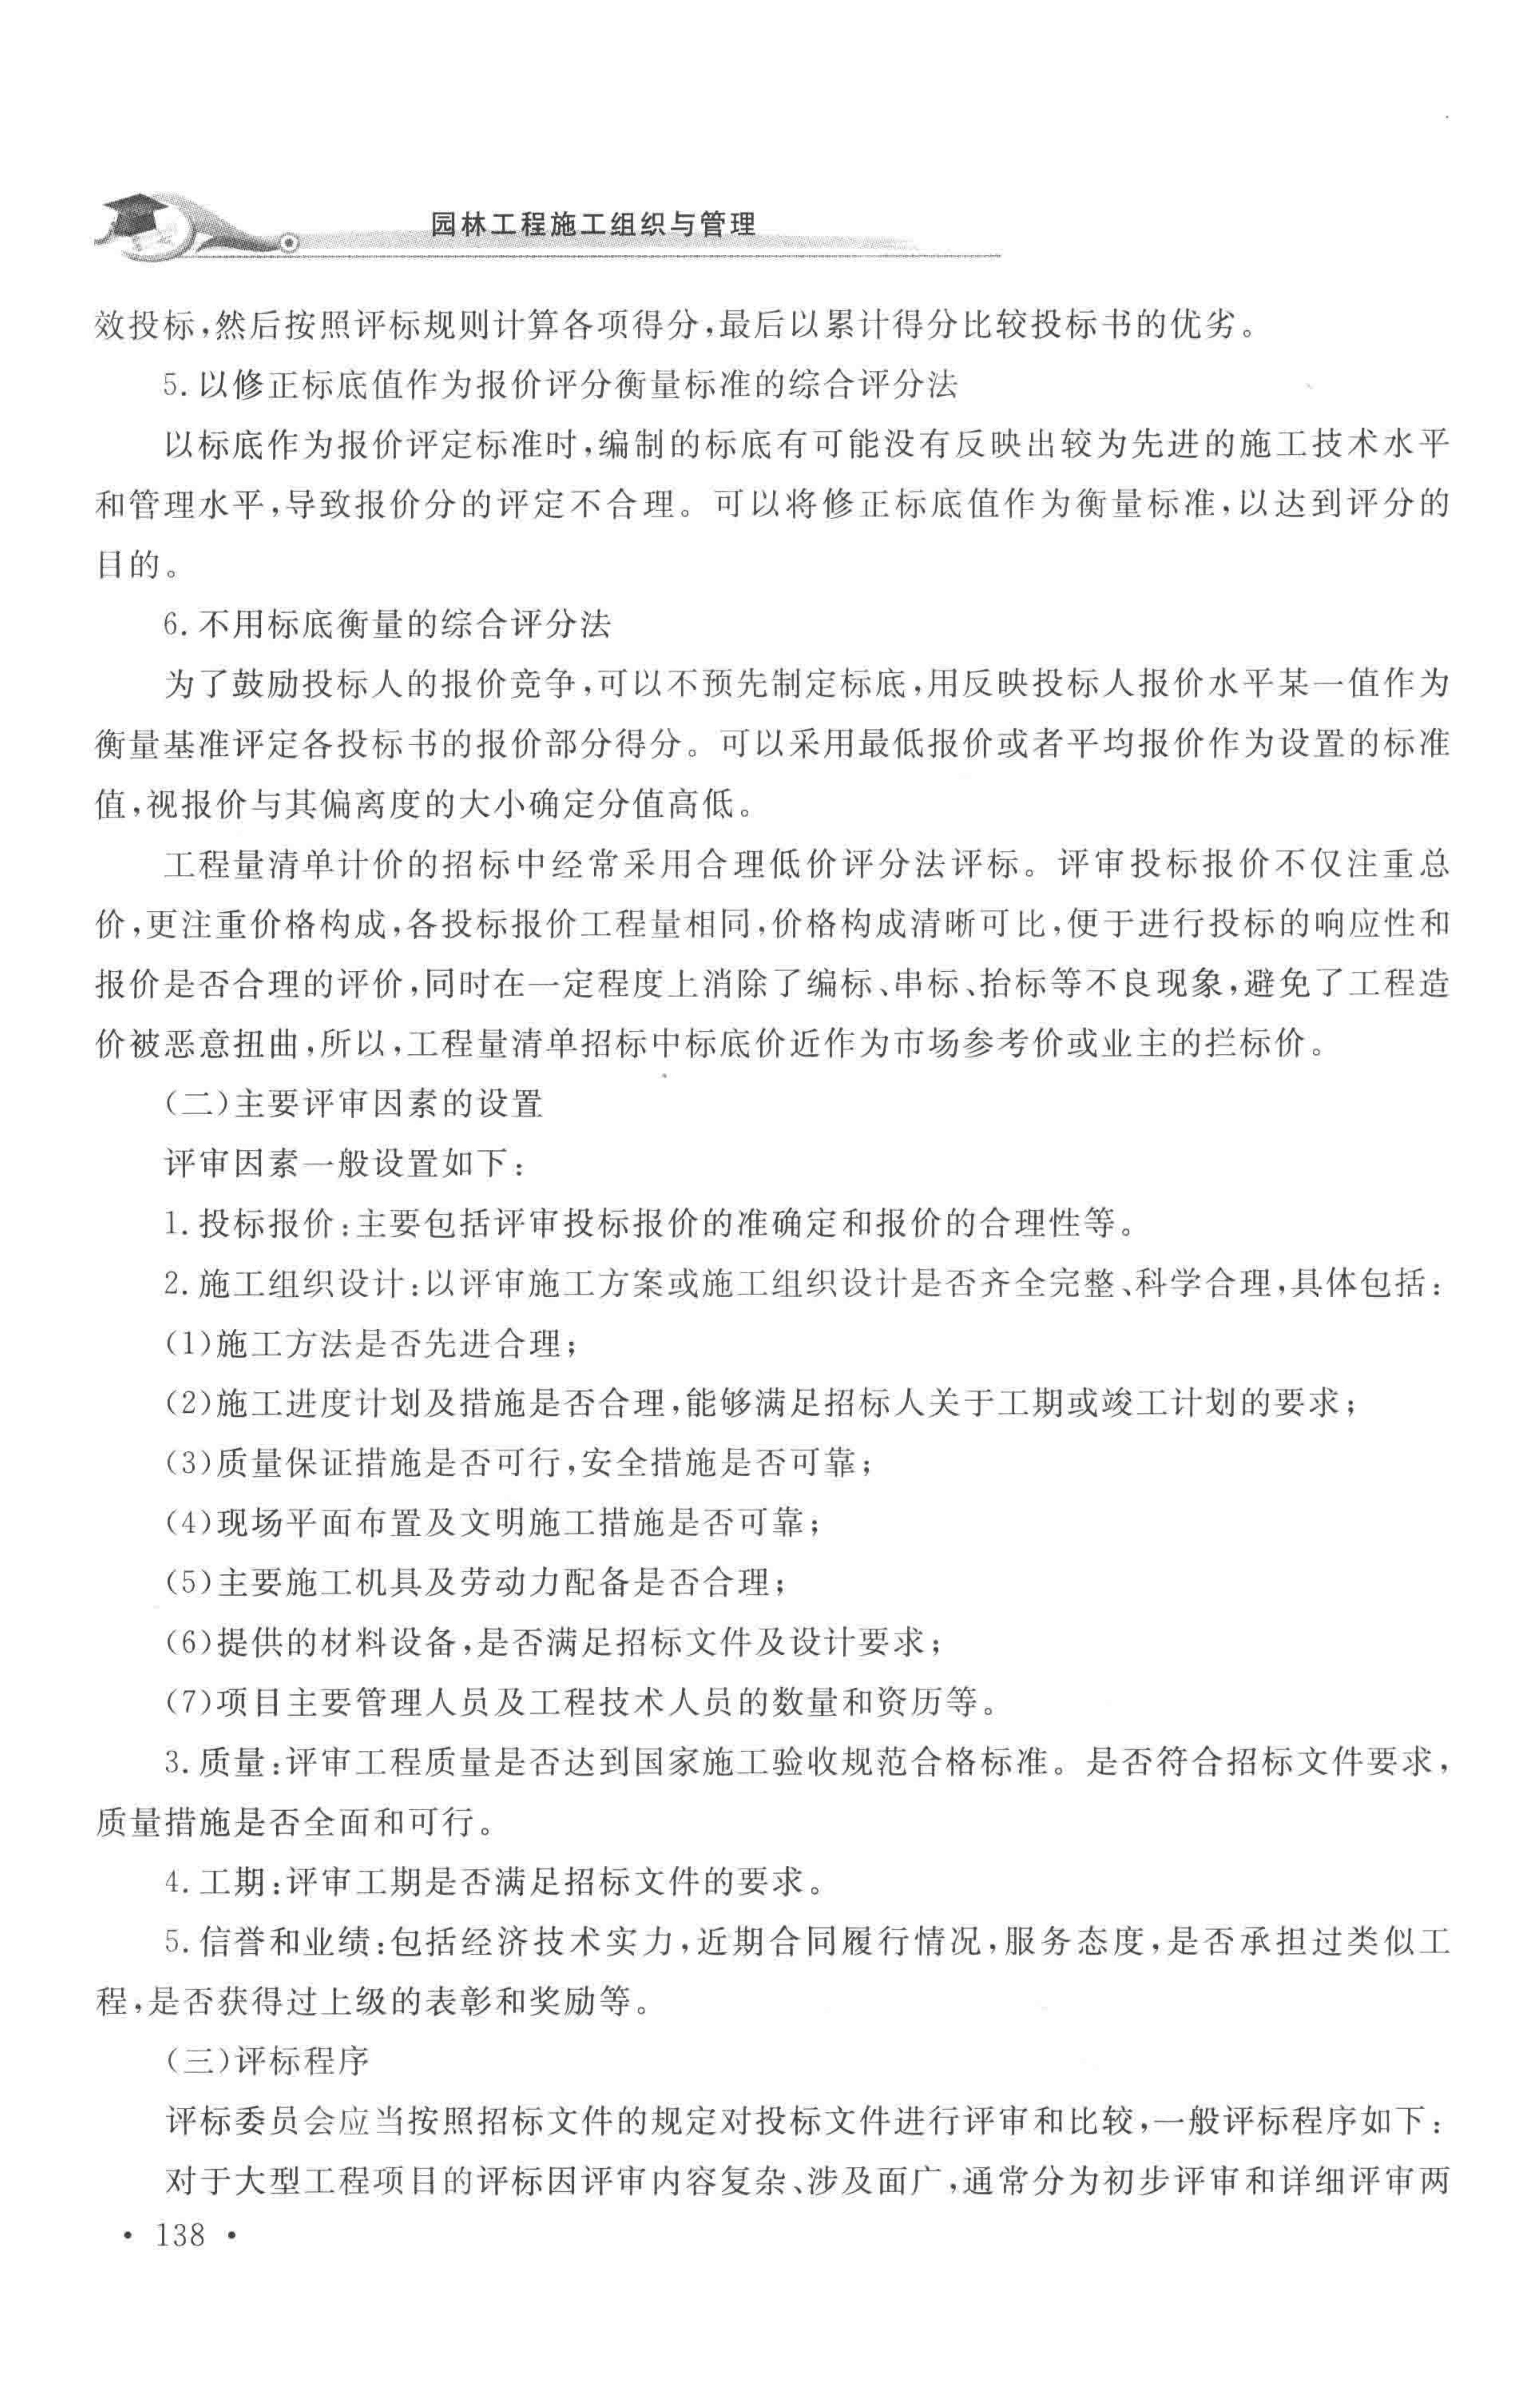 园林工程施工组织与管理
效投标,然后按照评标规则计算各项得分,最后以累计得分比较投标书的优劣。
5. 以修正标底值作为报价评分衡量标准的综合评分法
以标底作为报价评定标准时,编制的标底有可能没有反映出较为先进的施工技术水平
和管理水平,导致报价分的评定不合理。可以将修正标底值作为衡量标准,以达到评分的
目的。
6. 不用标底衡量的综合评分法
为了鼓励投标人的报价竞争,可以不预先制定标底,用反映投标人报价水平某一值作为
衡量基准评定各投标书的报价部分得分。可以采用最低报价或者平均报价作为设置的标准
值,视报价与其偏离度的大小确定分值高低。
工程量清单计价的招标中经常采用合理低价评分法评标。评审投标报价不仅注重总
价,更注重价格构成,各投标报价工程量相同,价格构成清晰可比,便于进行投标的响应性和
报价是否合理的评价,同时在一定程度上消除了编标、串标、抬标等不良现象,避免了工程造
价被恶意扭曲,所以,工程量清单招标中标底价近作为市场参考价或业主的拦标价。
(二)主要评审因素的设置
评审因素一般设置如下:
1. 投标报价:主要包括评审投标报价的准确定和报价的合理性等。
2. 施工组织设计:以评审施工方案或施工组织设计是否齐全完整、科学合理,具体包括:
(1)施工方法是否先进合理;
(2)施工进度计划及措施是否合理,能够满足招标人关于工期或竣工计划的要求;
(3)质量保证措施是否可行,安全措施是否可靠;
(4)现场平面布置及文明施工措施是否可靠;
(5)主要施工机具及劳动力配备是否合理;
(6)提供的材料设备,是否满足招标文件及设计要求;
(7)项目主要管理人员及工程技术人员的数量和资历等。
3. 质量:评审工程质量是否达到国家施工验收规范合格标准。是否符合招标文件要求,
质量措施是否全面和可行。
4. 工期:评审工期是否满足招标文件的要求。
5. 信誉和业绩:包括经济技术实力,近期合同履行情况,服务态度,是否承担过类似工
程,是否获得过上级的表彰和奖励等。
(三)评标程序
评标委员会应当按照招标文件的规定对投标文件进行评审和比较,一般评标程序如下:
对于大型工程项目的评标因评审内容复杂、涉及面广,通常分为初步评审和详细评审两
• 138 •